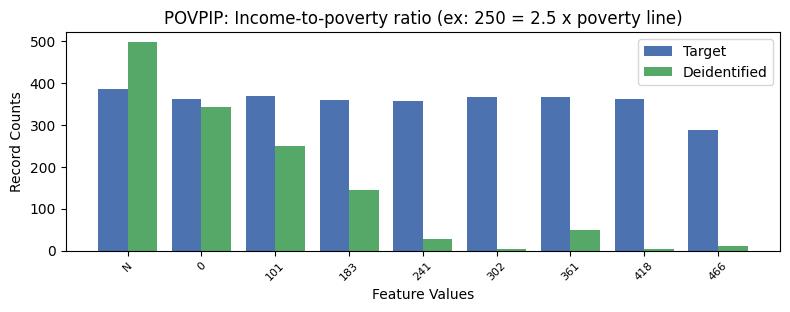 POVPIP: Income-to-poverty ratio (ex: 250 = 2.5 x poverty line)
Target
Deidentified
Record Counts
500
400
300
200
100
0
N
0
101
183
241
302
361
418
466
Feature Values